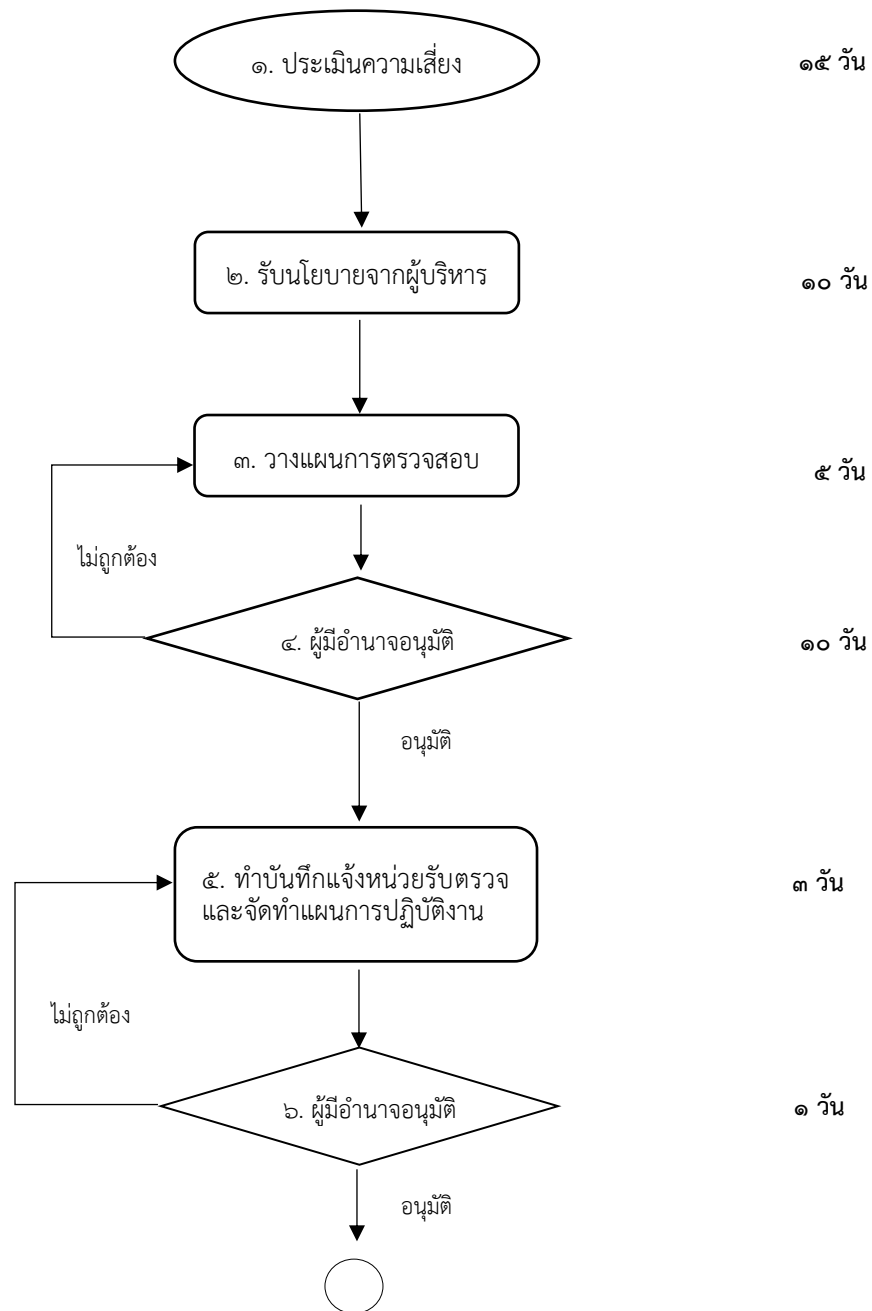 ๑. ประเมินความเสี่ยง
๑๕ วัน
๒. รับนโยบายจากผู้บริหาร
๑๐ วัน
๓. วางแผนการตรวจสอบ
๕ วัน
ไม่ถูกต้อง
๔. ผู้มีอำนาจอนุมัติ
๑๐ วัน
อนุมัติ
๕. ทำบันทึกแจ้งหน่วยรับตรวจ
และจัดทำแผนการปฏิบัติงาน
๓ วัน
ไม่ถูกต้อง
๖. ผู้มีอำนาจอนุมัติ
๑ วัน
อนุมัติ